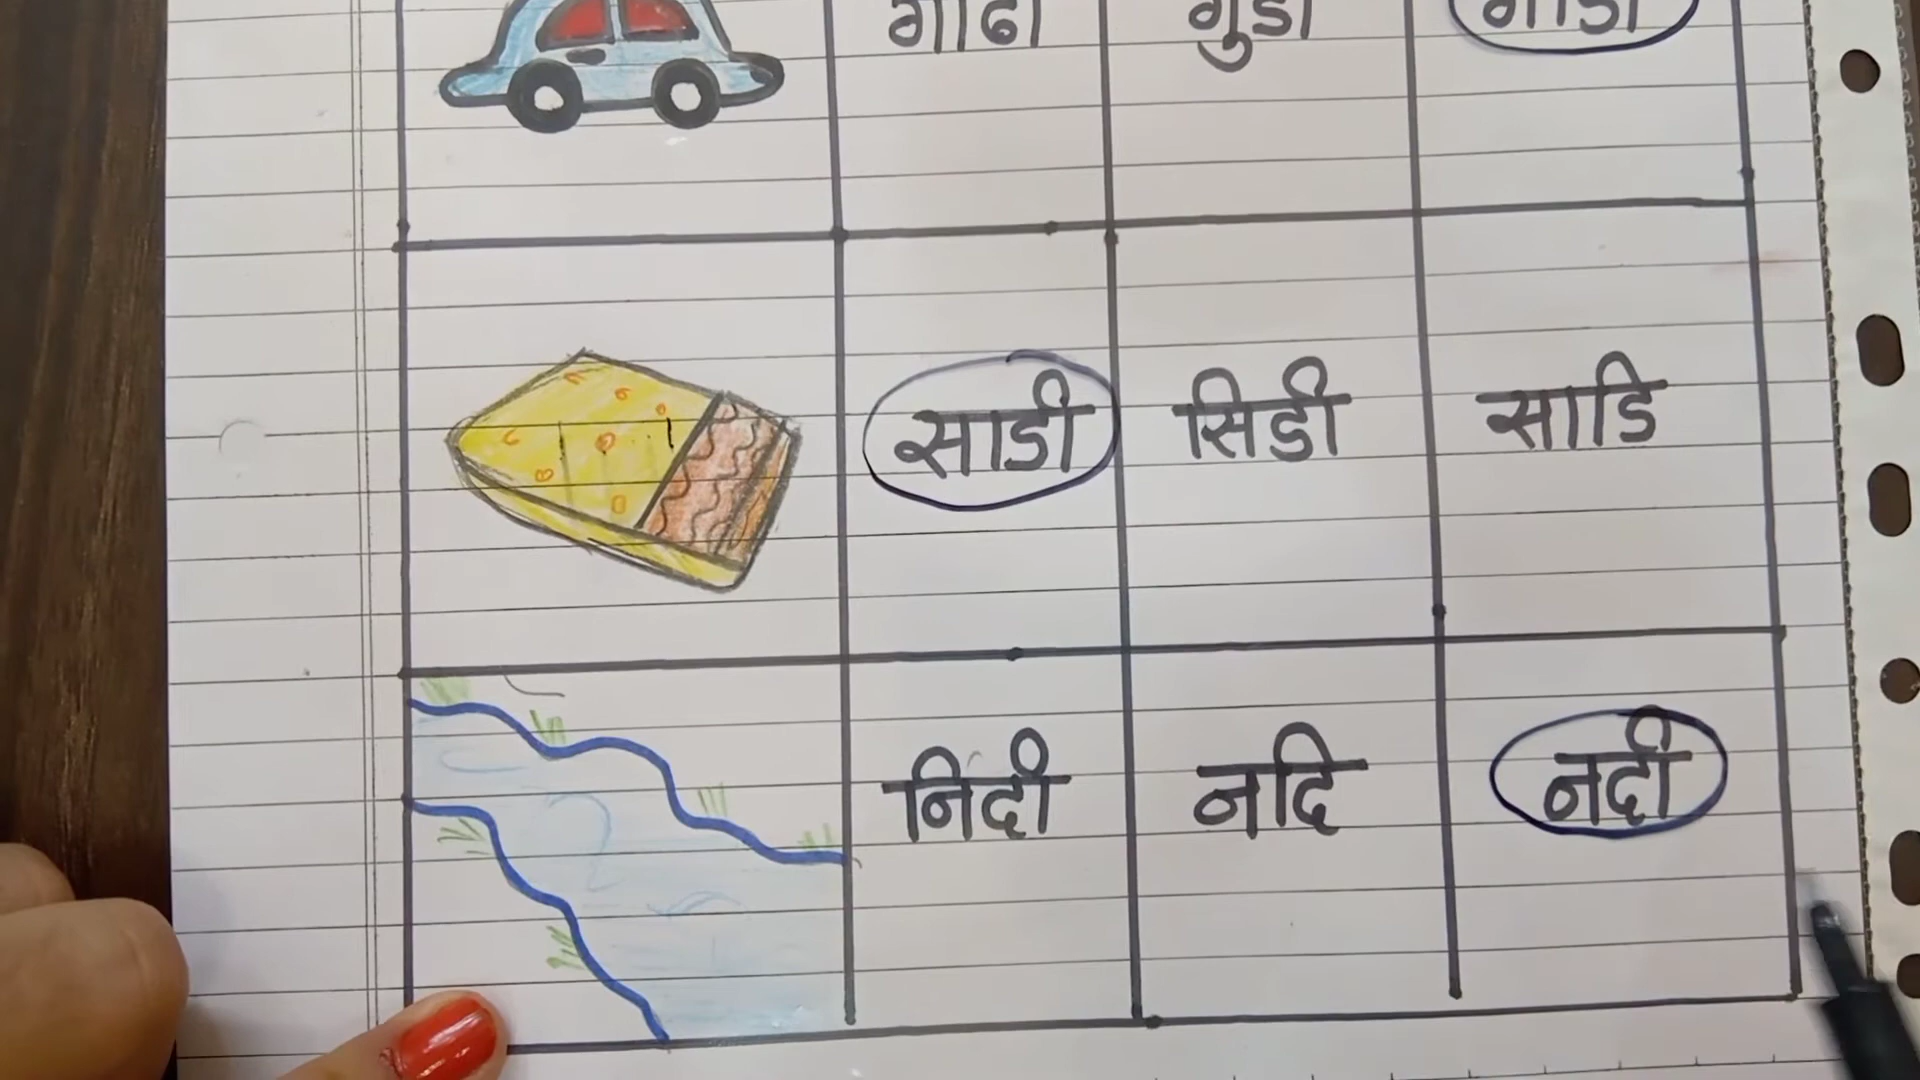 गाढा गुडा गाडी
साडी सिडी साडि
निदी नदि नदी